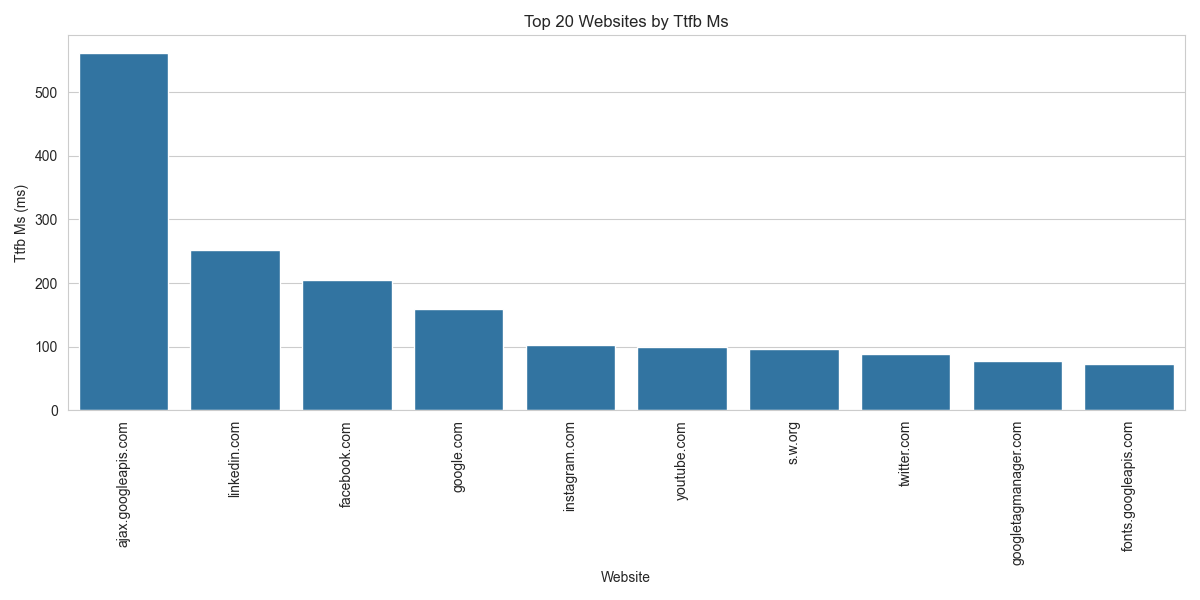 Top 20 Websites by Ttfb Ms
Ttfb Ms (ms)
500
400
300
200
100
0
ajax.googleapis.com
linkedin.com
facebook.com
google.com
instagram.com
youtube.com
s.w.org
twitter.com
googletagmanager.com
fonts.googleapis.com
Website